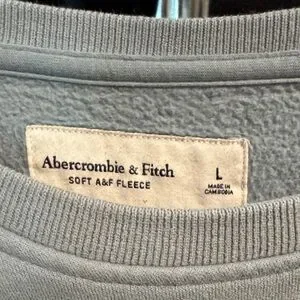 Abercrombie & Fitch
SOFT A&F FLEECE
L
MADE IN
CAMBODIA